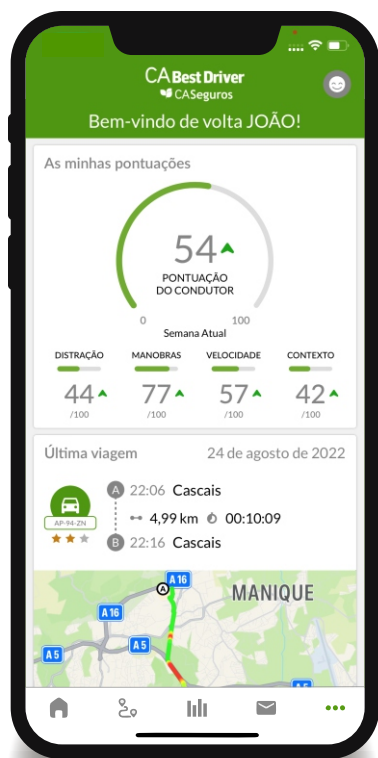 CA Best Driver
CASeguros
Bem-vindo de volta JOÃO!
As minhas pontuações
54
PONTUAÇÃO
DO CONDUTOR
0 100
Semana Atual
DISTRAÇÃO MANOBRAS VELOCIDADE CONTEXTO
44 77 57 42
/100 /100 /100 /100
Última viagem 24 de agosto de 2022
A 22:06 Cascais
4,99 km 00:10:09
AP-94-ZN
B 22:16 Cascais
A 16
A MANIQUE
A 16
A 5
A 5